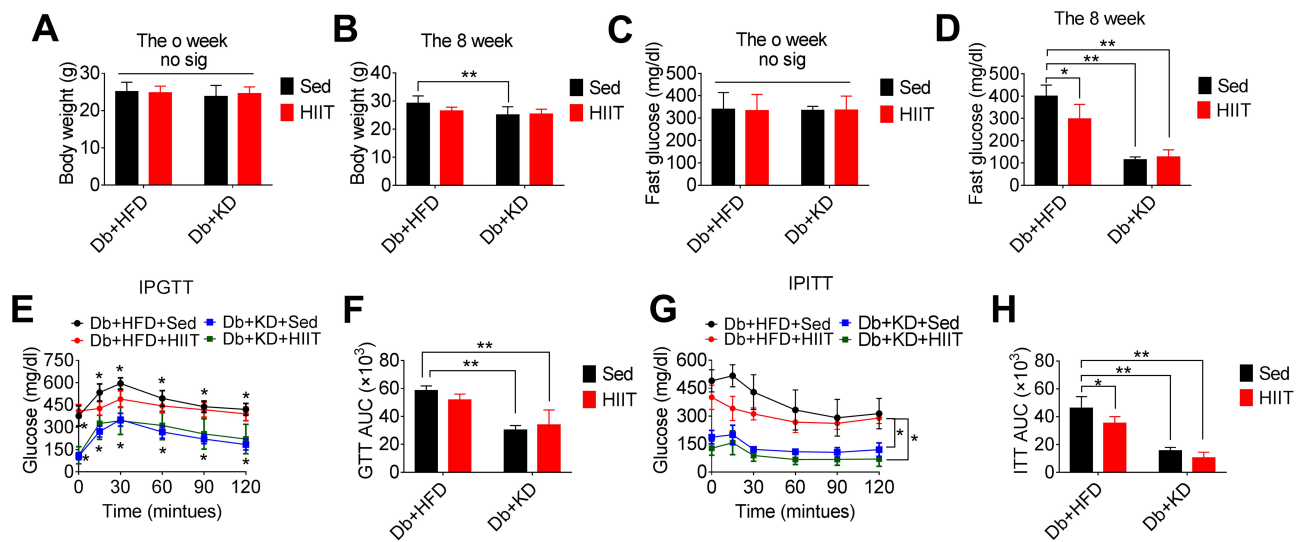 A
The o week
no sig
Body weight (g)
30
20
10
0
Db+HFD
Db+KD
Sed
HIIT
B
The 8 week
**
Body weight (g)
40
30
20
10
0
Db+HFD
Db+KD
Sed
HIIT
C
The o week
no sig
Fast glucose (mg/dl)
500
400
300
200
100
0
Db+HFD
Db+KD
Sed
HIIT
D
The 8 week
**
**
*
Fast glucose (mg/dl)
500
400
300
200
100
0
Db+HFD
Db+KD
Sed
HIIT
E
IPGTT
Db+HFD+Sed
Db+KD+Sed
Db+HFD+HIIT
Db+KD+HIIT
Glucose (mg/dl)
750
600
450
300
150
0
* * * * *
* * * * * *
0 30 60 90 120
Time (mintues)
F
**
**
GTT AUC (×10³)
80
60
40
20
0
Db+HFD
Db+KD
Sed
HIIT
G
IPITT
Db+HFD+Sed
Db+KD+Sed
Db+HFD+HIIT
Db+KD+HIIT
Glucose (mg/dl)
600
450
300
150
0
* *
0 30 60 90 120
Time (mintues)
H
**
**
*
ITT AUC (×10³)
80
60
40
20
0
Db+HFD
Db+KD
Sed
HIIT